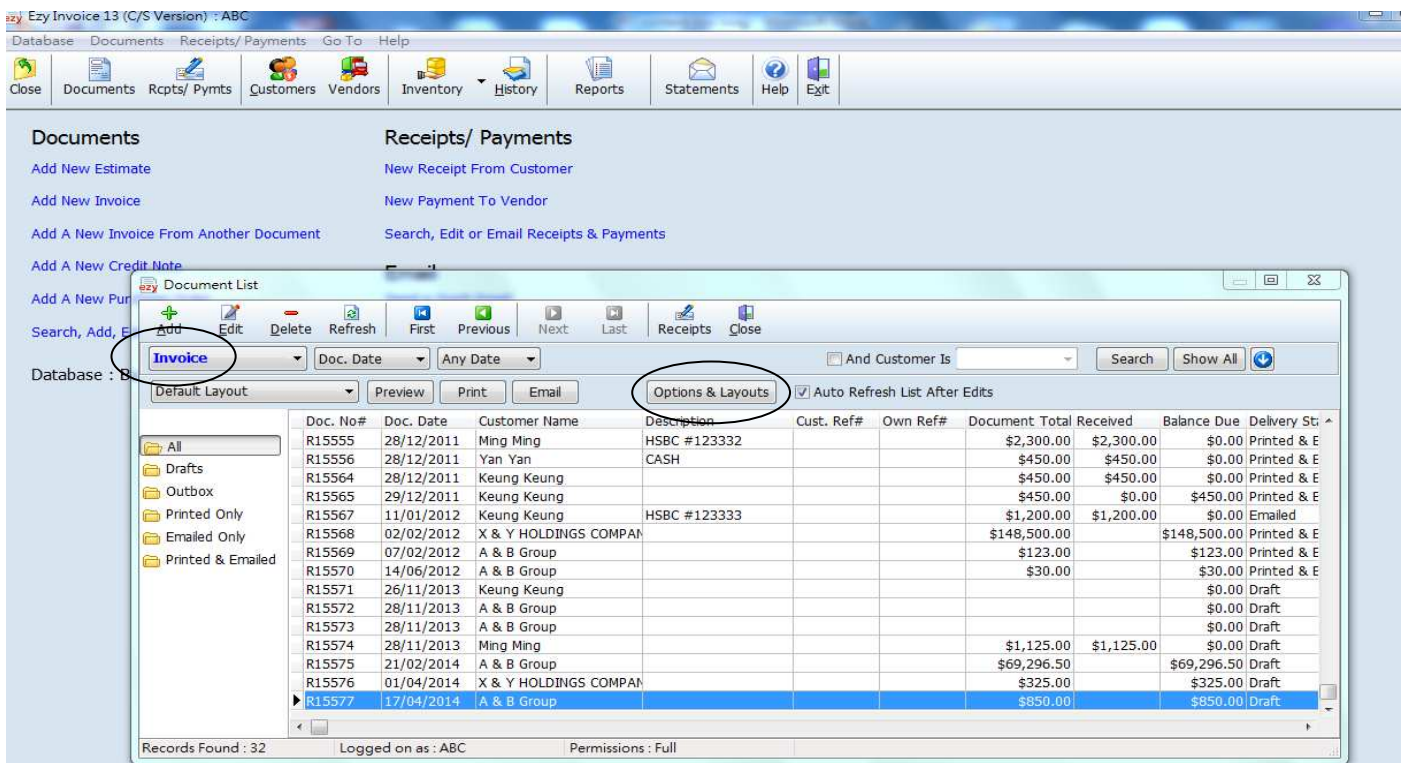 ezy Ezy Invoice 13 (C/S Version) : ABC
Database Documents Receipts/ Payments Go To Help
Close Documents Rcpts/ Pymts Customers Vendors Inventory History Reports Statements Help Exit
Documents Receipts/ Payments
Add New Estimate New Receipt From Customer
Add New Invoice New Payment To Vendor
Add A New Invoice From Another Document Search, Edit or Email Receipts & Payments
Add A New Credit Note
ezy Document List
Add A New Pur
Add Edit Delete Refresh First Previous Next Last Receipts Close
Search, Add, E
Invoice Doc. Date Any Date And Customer Is Search Show All
Database : B
Default Layout Preview Print Email Options & Layouts Auto Refresh List After Edits
Doc. No# Doc. Date Customer Name Description Cust. Ref# Own Ref# Document Total Received Balance Due Delivery Sta
All
Drafts
Outbox
Printed Only
Emailed Only
Printed & Emailed
R15555 28/12/2011 Ming Ming HSBC #123332 $2,300.00 $2,300.00 $0.00 Printed & E
R15556 28/12/2011 Yan Yan CASH $450.00 $450.00 $0.00 Printed & E
R15564 28/12/2011 Keung Keung $450.00 $450.00 $0.00 Printed & E
R15565 29/12/2011 Keung Keung $450.00 $0.00 $450.00 Printed & E
R15567 11/01/2012 Keung Keung HSBC #123333 $1,200.00 $1,200.00 $0.00 Emailed
R15568 02/02/2012 X & Y HOLDINGS COMPAN $148,500.00 $148,500.00 Printed & E
R15569 07/02/2012 A & B Group $123.00 $123.00 Printed & E
R15570 14/06/2012 A & B Group $30.00 $30.00 Printed & E
R15571 26/11/2013 Keung Keung $0.00 Draft
R15572 28/11/2013 A & B Group $0.00 Draft
R15573 28/11/2013 A & B Group $0.00 Draft
R15574 28/11/2013 Ming Ming $1,125.00 $1,125.00 $0.00 Draft
R15575 21/02/2014 A & B Group $69,296.50 $69,296.50 Draft
R15576 01/04/2014 X & Y HOLDINGS COMPAN $325.00 $325.00 Draft
R15577 17/04/2014 A & B Group $850.00 $850.00 Draft
Records Found : 32 Logged on as : ABC Permissions : Full